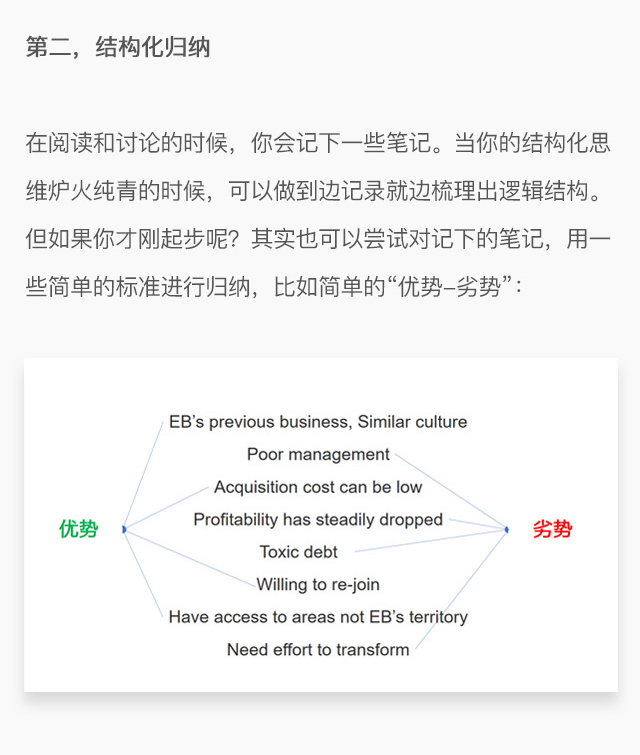 第二，结构化归纳
在阅读和讨论的时候，你会记下一些笔记。当你的结构化思
维炉火纯青的时候，可以做到边记录就边梳理出逻辑结构。
但如果你才刚起步呢？其实也可以尝试对记下的笔记，用一
些简单的标准进行归纳，比如简单的“优势–劣势”：
EB’s previous business, Similar culture
Poor management
Acquisition cost can be low
Profitability has steadily dropped
优势
劣势
Toxic debt
Willing to re-join
Have access to areas not EB’s territory
Need effort to transform